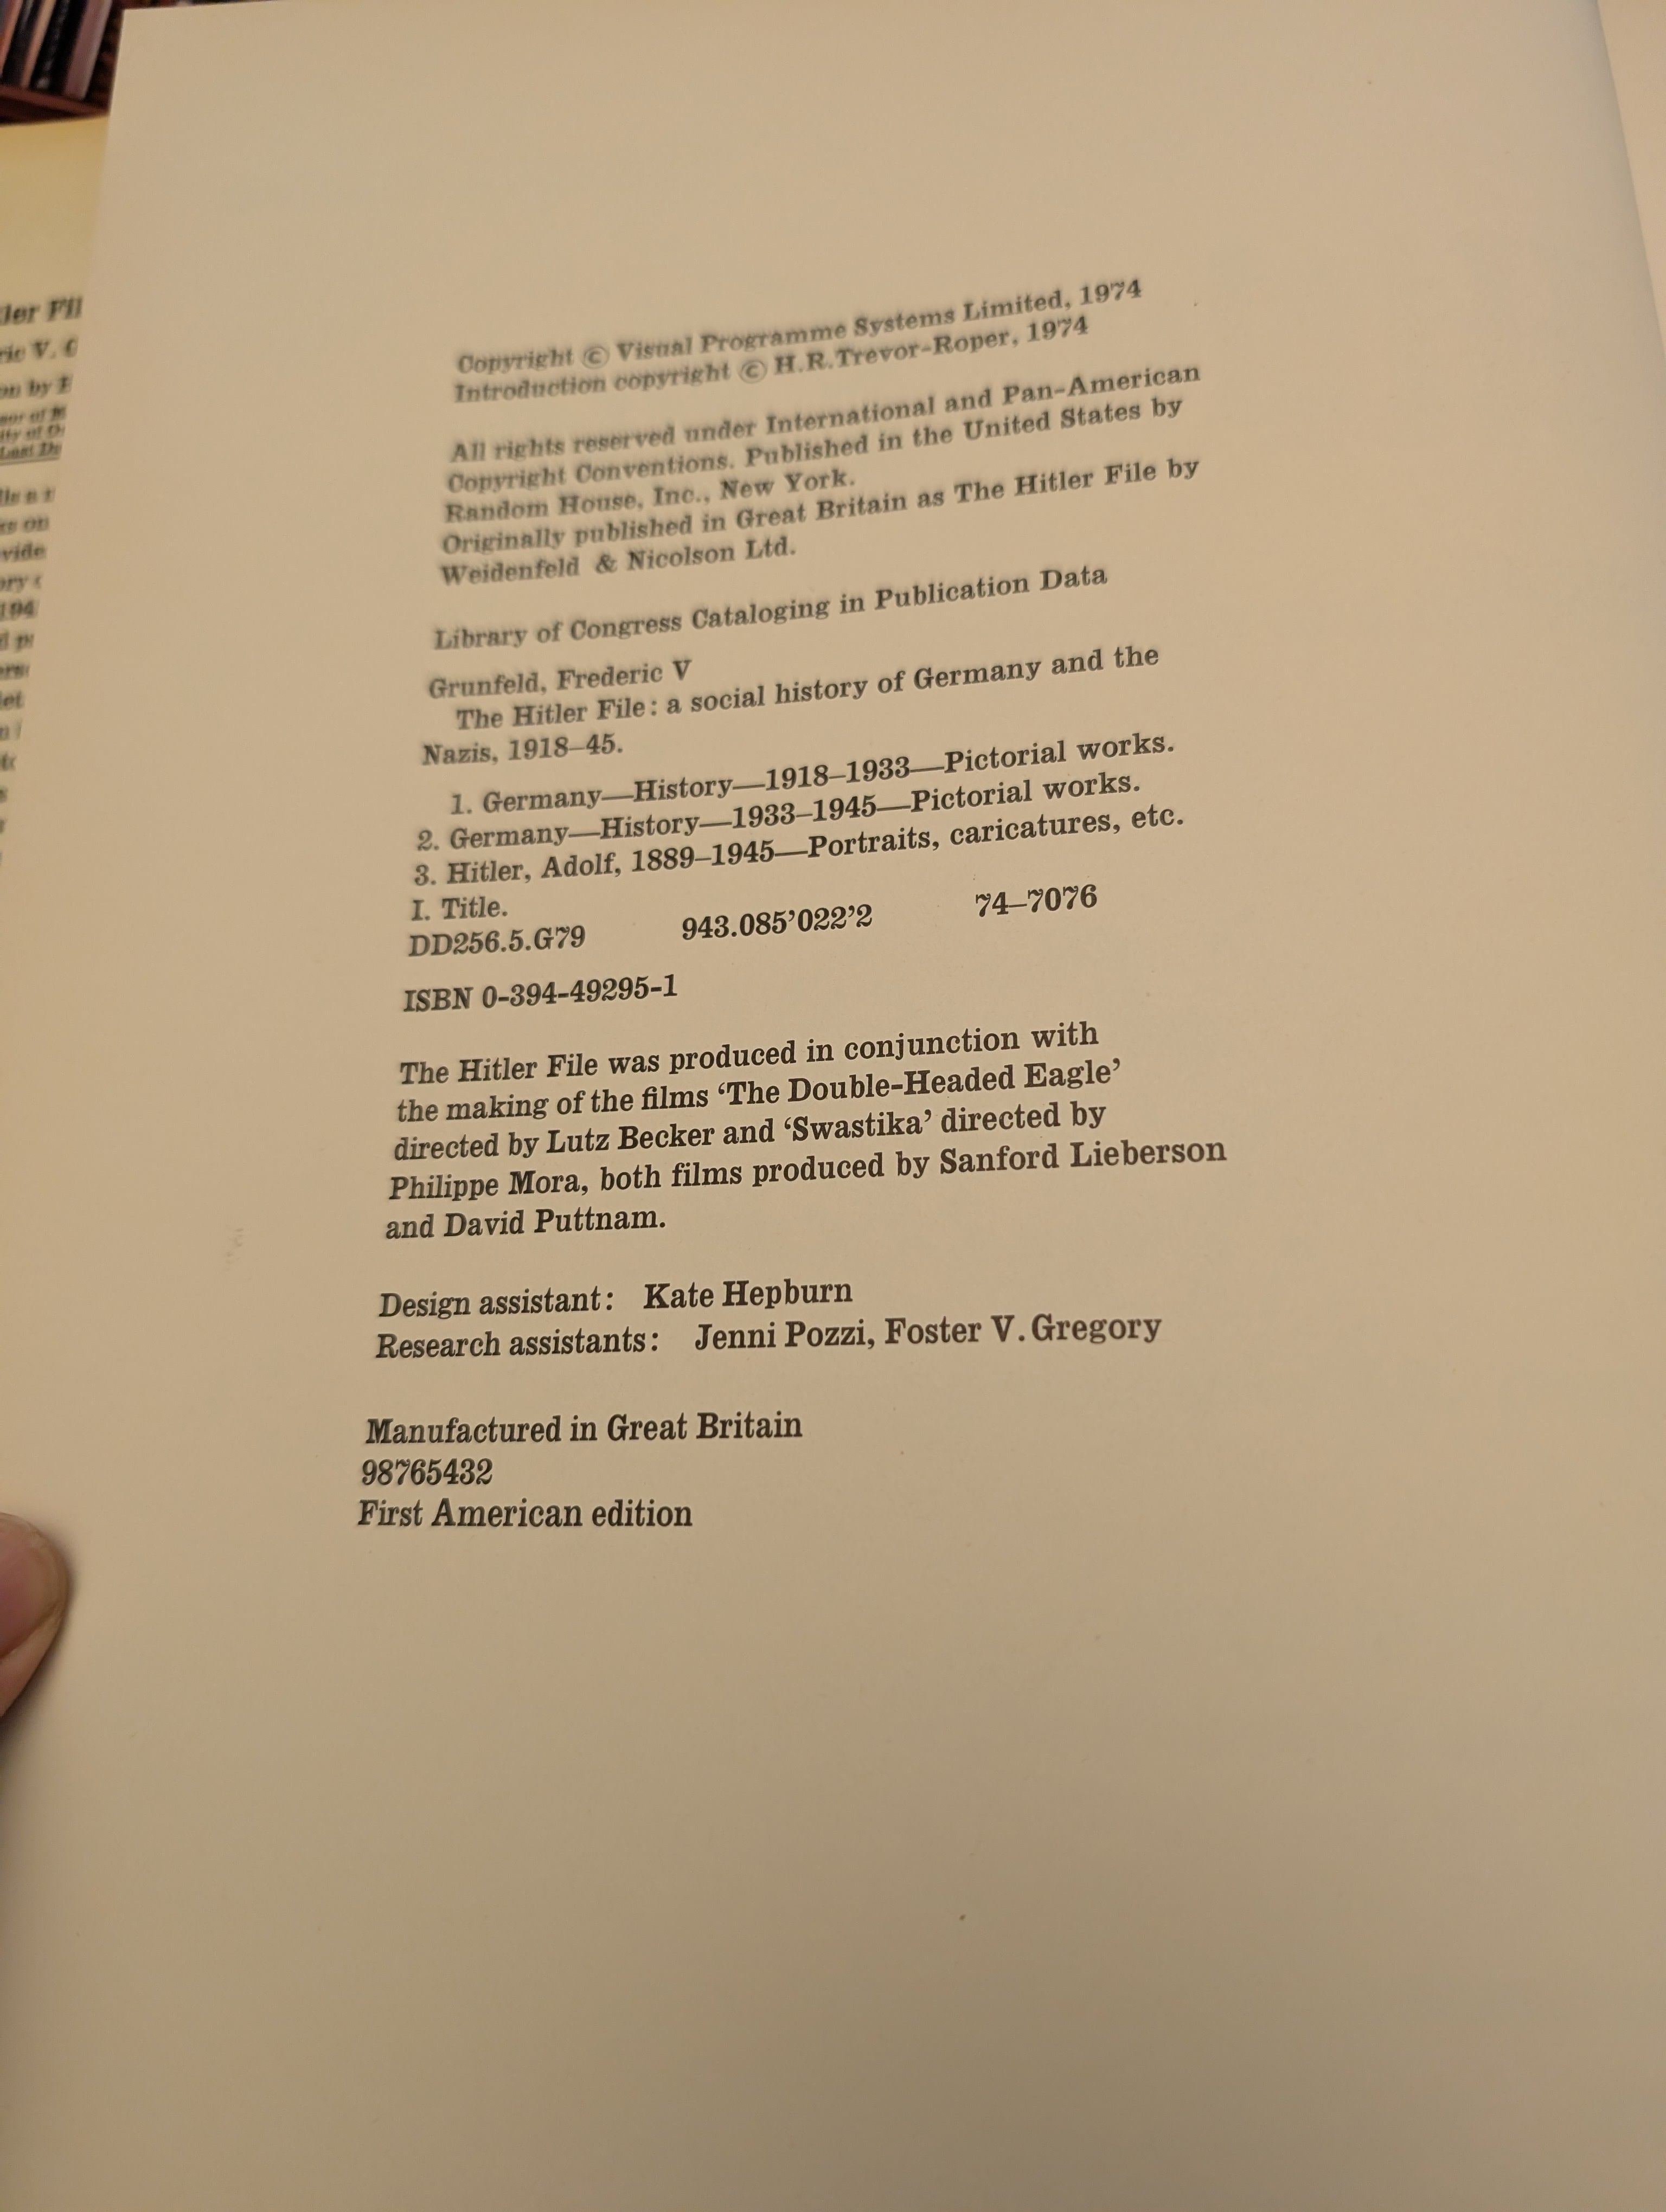 Copyright © Visual Programme Systems Limited, 1974
Introduction copyright © H.R.Trevor-Roper, 1974
All rights reserved under International and Pan-American
Copyright Conventions. Published in the United States by
Random House, Inc., New York.
Originally published in Great Britain as The Hitler File by
Weidenfeld & Nicolson Ltd.
Library of Congress Cataloging in Publication Data
Grunfeld, Frederic V
The Hitler File: a social history of Germany and the
Nazis, 1918–45.
1. Germany—History—1918–1933—Pictorial works.
2. Germany—History—1933–1945—Pictorial works.
3. Hitler, Adolf, 1889–1945—Portraits, caricatures, etc.
I. Title.
DD256.5.G79 943.085’022’2 74–7076
ISBN 0-394-49295-1
The Hitler File was produced in conjunction with
the making of the films ‘The Double-Headed Eagle’
directed by Lutz Becker and ‘Swastika’ directed by
Philippe Mora, both films produced by Sanford Lieberson
and David Puttnam.
Design assistant: Kate Hepburn
Research assistants: Jenni Pozzi, Foster V. Gregory
Manufactured in Great Britain
98765432
First American edition